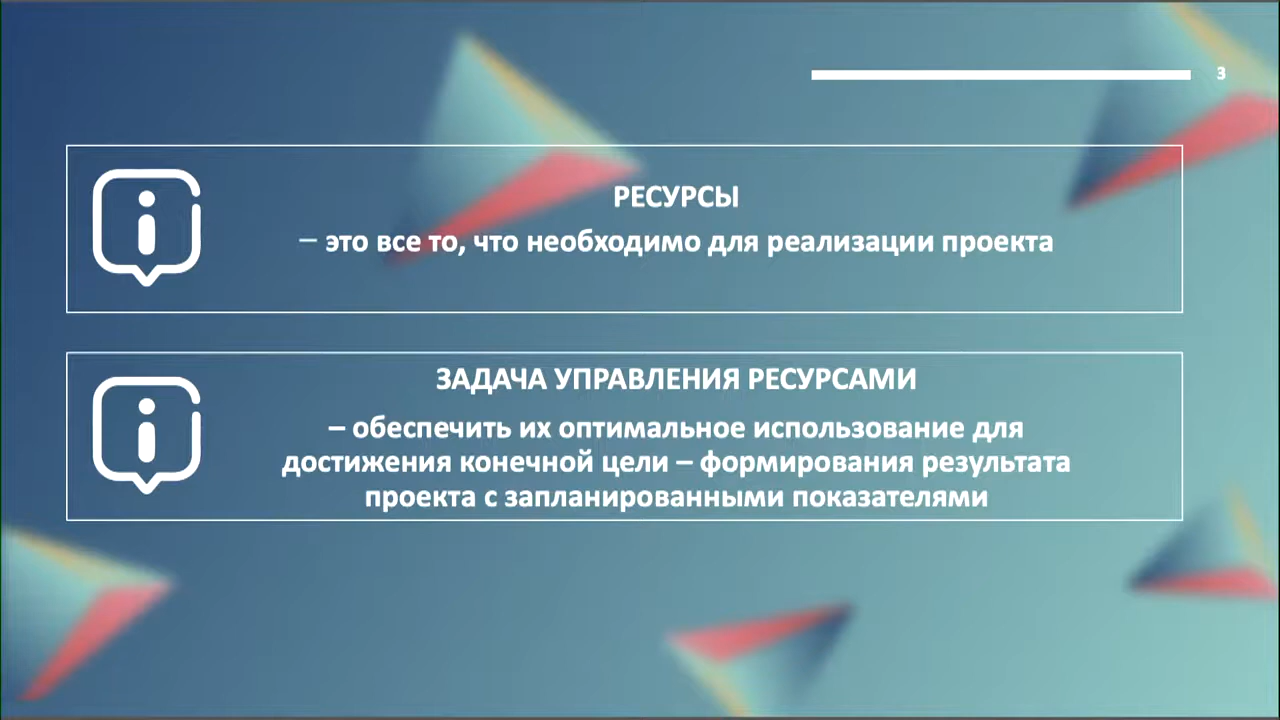 3
РЕСУРСЫ
– это все то, что необходимо для реализации проекта
ЗАДАЧА УПРАВЛЕНИЯ РЕСУРСАМИ
– обеспечить их оптимальное использование для
достижения конечной цели – формирования результата
проекта с запланированными показателями